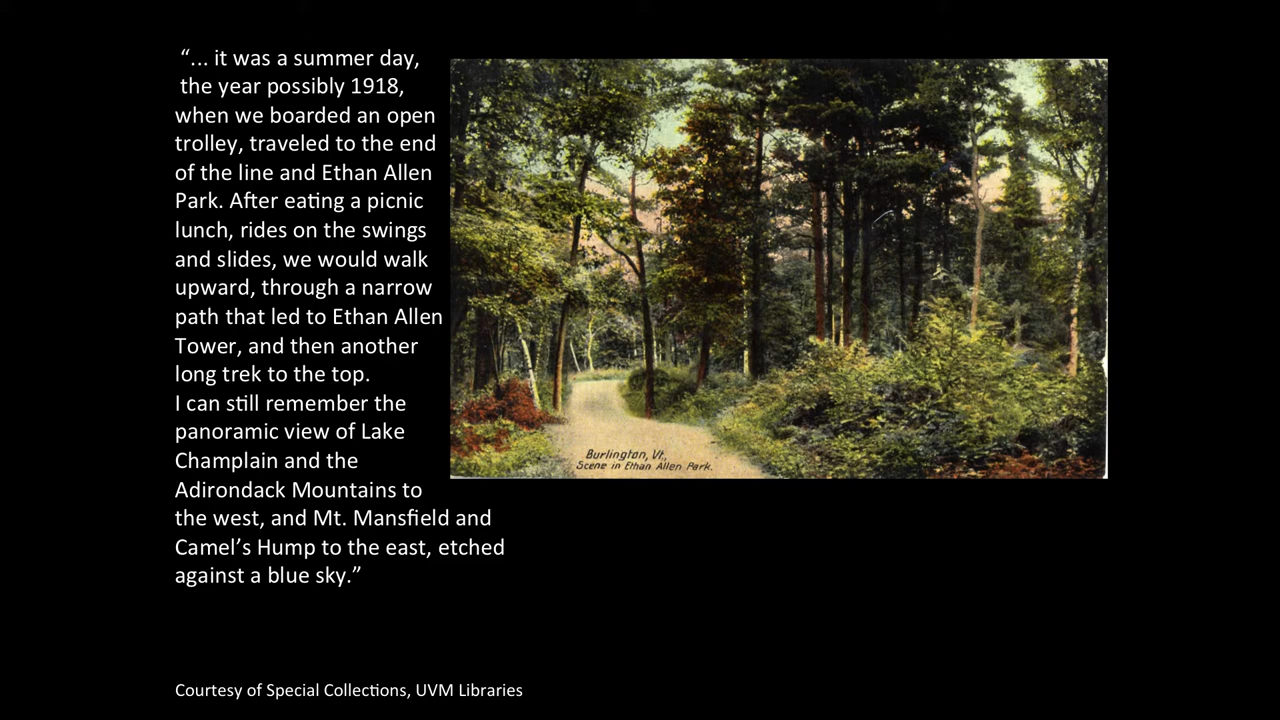 “... it was a summer day,
the year possibly 1918,
when we boarded an open
trolley, traveled to the end
of the line and Ethan Allen
Park. After eating a picnic
lunch, rides on the swings
and slides, we would walk
upward, through a narrow
path that led to Ethan Allen
Tower, and then another
long trek to the top.
I can still remember the
panoramic view of Lake
Champlain and the
Adirondack Mountains to
the west, and Mt. Mansfield and
Camel’s Hump to the east, etched
against a blue sky.”
Burlington, Vt.,
Scene in Ethan Allen Park.
Courtesy of Special Collections, UVM Libraries